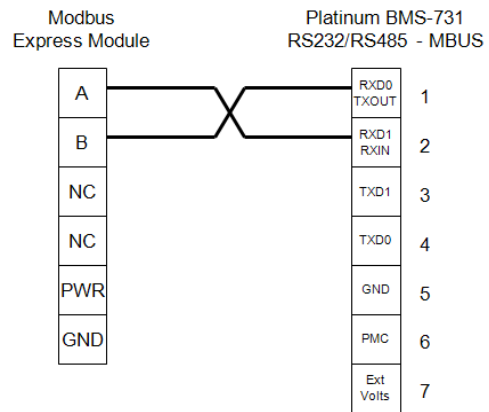 Modbus
Express Module
Platinum BMS-731
RS232/RS485 - MBUS
A
B
NC
NC
PWR
GND
RXD0
TXOUT
1
RXD1
RXIN
2
TXD1
3
TXD0
4
GND
5
PMC
6
Ext
Volts
7